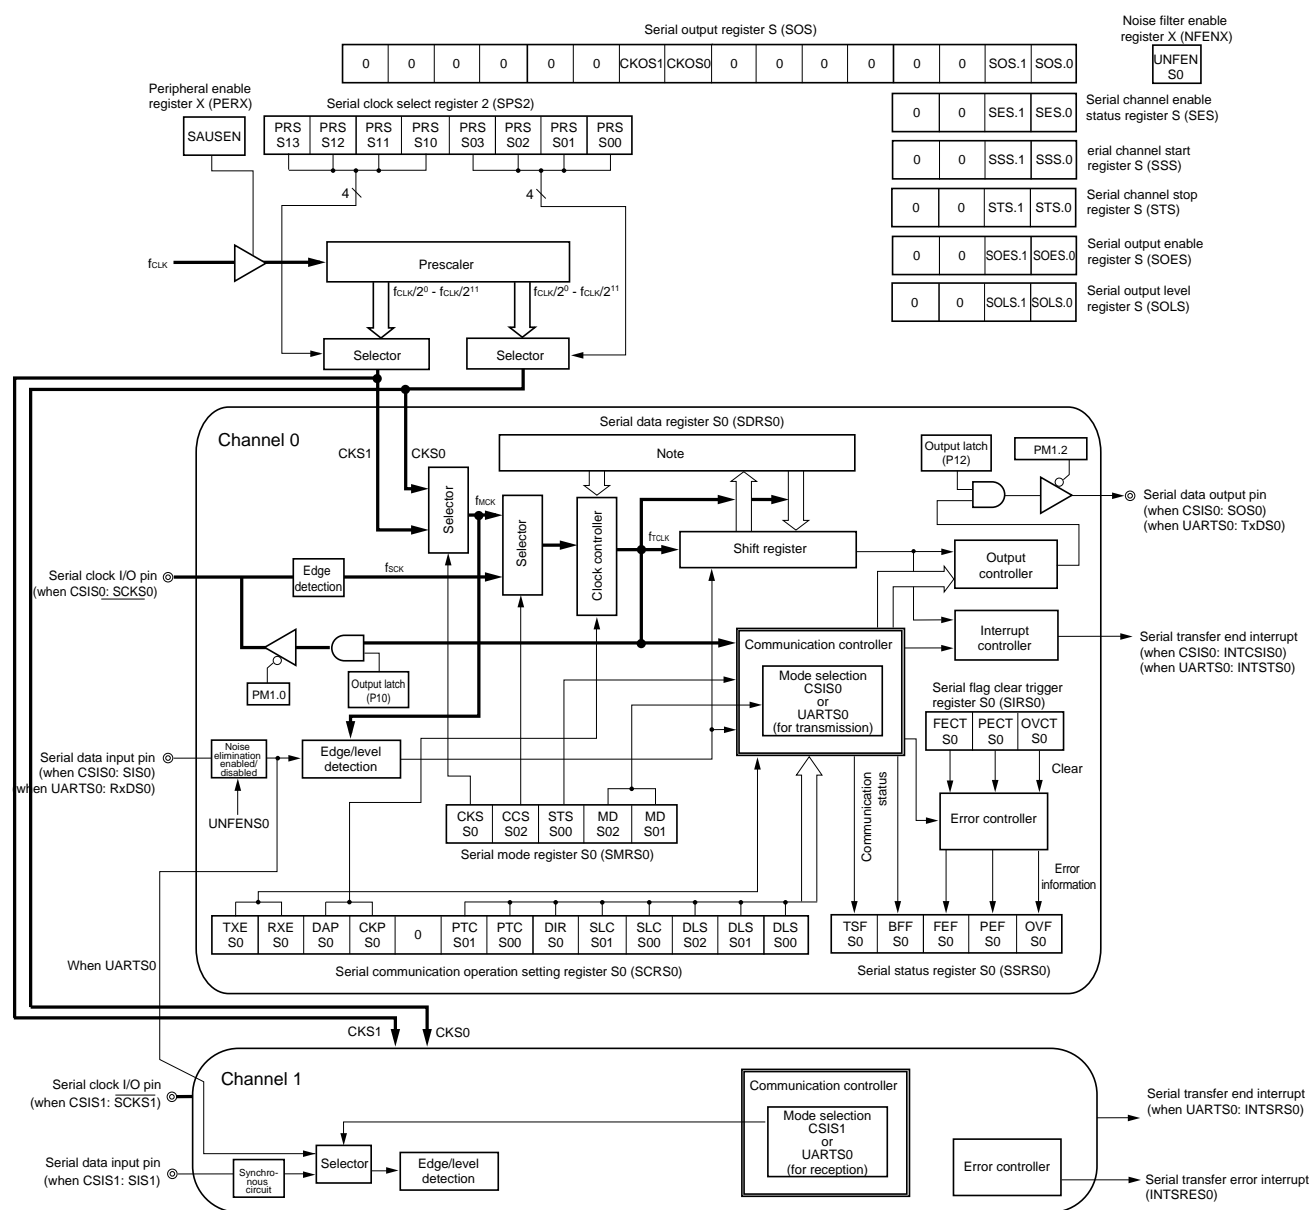 Serial output register S (SOS)
0 0 0 0 0 0 CKOS1 CKOS0 0 0 0 0 0 0 SOS.1 SOS.0
Noise filter enable
register X (NFENX)
UNFEN
S0
Peripheral enable
register X (PERX)
SAUSEN
Serial clock select register 2 (SPS2)
PRS PRS PRS PRS PRS PRS PRS PRS
S13 S12 S11 S10 S03 S02 S01 S00
4
4
0 0 SES.1 SES.0
Serial channel enable
status register S (SES)
0 0 SSS.1 SSS.0
erial channel start
register S (SSS)
0 0 STS.1 STS.0
Serial channel stop
register S (STS)
0 0 SOES.1 SOES.0
Serial output enable
register S (SOES)
0 0 SOLS.1 SOLS.0
Serial output level
register S (SOLS)
fCLK
Prescaler
fCLK/2⁰ - fCLK/2¹¹
fCLK/2⁰ - fCLK/2¹¹
Selector
Selector
Channel 0
CKS1
CKS0
Serial data register S0 (SDRS0)
Note
Output latch
(P12)
PM1.2
Serial data output pin
(when CSIS0: SOS0)
(when UARTS0: TxDS0)
Selector
fMCK
Selector
Clock controller
fTCLK
Shift register
Output
controller
Serial clock I/O pin
(when CSIS0: SCKS0)
Edge
detection
fSCK
PM1.0
Output latch
(P10)
Communication controller
Mode selection
CSIS0
or
UARTS0
(for transmission)
Interrupt
controller
Serial transfer end interrupt
(when CSIS0: INTCSIS0)
(when UARTS0: INTSTS0)
Serial flag clear trigger
register S0 (SIRS0)
FECT PECT OVCT
S0 S0 S0
Clear
Serial data input pin
(when CSIS0: SIS0)
(when UARTS0: RxDS0)
Noise
elimination
enabled/
disabled
UNFENS0
Edge/level
detection
CKS CCS STS MD MD
S0 S02 S00 S02 S01
Serial mode register S0 (SMRS0)
Communication
status
Error controller
Error
information
TXE RXE DAP CKP 0 PTC PTC DIR SLC SLC DLS DLS DLS
S0 S0 S0 S0 S01 S00 S0 S01 S00 S02 S01 S00
Serial communication operation setting register S0 (SCRS0)
TSF BFF FEF PEF OVF
S0 S0 S0 S0 S0
Serial status register S0 (SSRS0)
When UARTS0
CKS1
CKS0
Channel 1
Serial clock I/O pin
(when CSIS1: SCKS1)
Serial data input pin
(when CSIS1: SIS1)
Synchro-
nous
circuit
Selector
Edge/level
detection
Communication controller
Mode selection
CSIS1
or
UARTS0
(for reception)
Error controller
Serial transfer end interrupt
(when UARTS0: INTSRS0)
Serial transfer error interrupt
(INTSRES0)